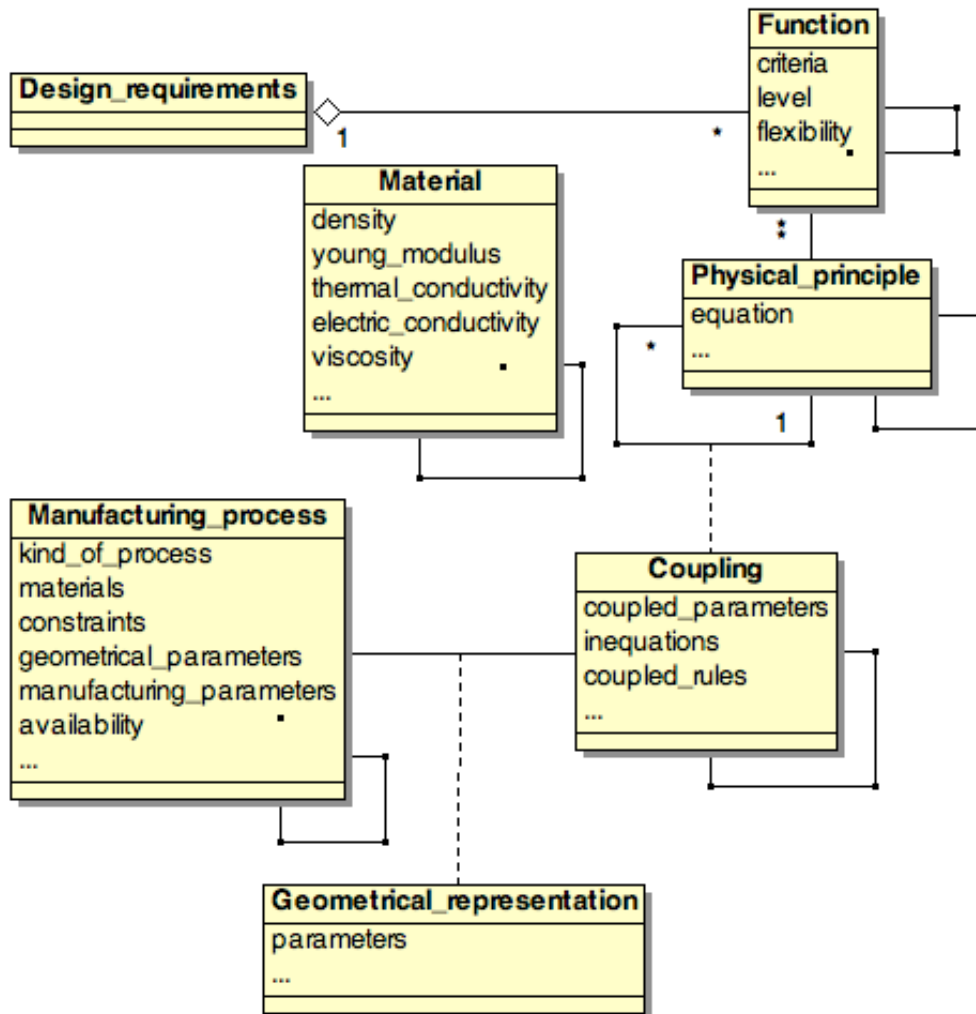 Function
criteria
level
flexibility
...
Design_requirements
1
*
Material
density
young_modulus
thermal_conductivity
electric_conductivity
viscosity
...
*
*
Physical_principle
equation
...
*
1
Manufacturing_process
kind_of_process
materials
constraints
geometrical_parameters
manufacturing_parameters
availability
...
Coupling
coupled_parameters
inequations
coupled_rules
...
Geometrical_representation
parameters
...